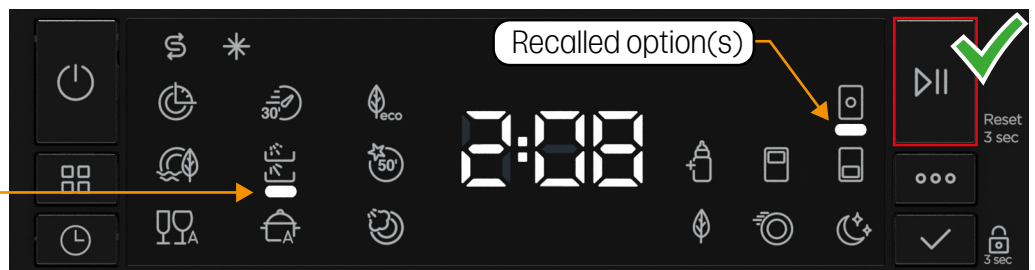 Recalled option(s)
30'
eco
2:08
Reset
3 sec
50'
A
A
3 sec